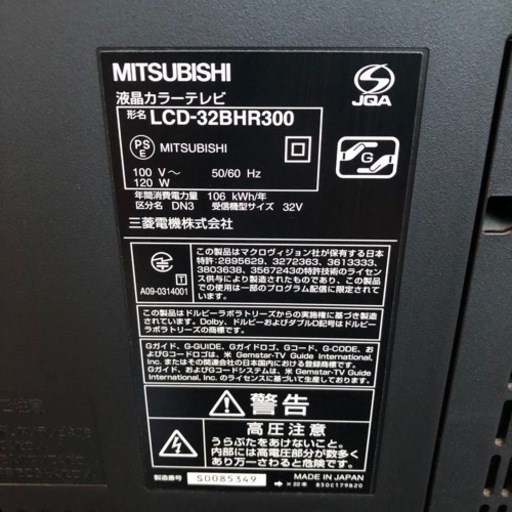 MITSUBISHI
JQA
液晶カラーテレビ
形名 LCD-32BHR300
PS
E
MITSUBISHI
100 V～ 50/60 Hz
120 W
G
年間消費電力量 106 kWh/年
区分名 DN3 受信機型サイズ 32V
三菱電機株式会社
この製品はマクロヴィジョン社が保有する日本
特許:2895629、3272363、3613333、
3803638、3567243の特許技術のライセン
ス供与により製造されたものであり、この製品
での使用は一部のプログラム配信に限定されて
います。
T
A09-0314001
この製品はドルビーラボラトリーズからの実施権に基づき製造
されています。Dolby、ドルビーおよびダブルD記号はドルビー
ラボラトリーズの商標です。
Gガイド、G-GUIDE、Gガイドロゴ、Gコード、G-CODE、お
よびGコードロゴは、米 Gemstar-TV Guide International,
Inc. またはその関連会社の日本国内における登録商標です。
Gガイド、およびGコードシステムは、米 Gemstar-TV Guide
International, Inc. のライセンスに基づいて生産しております。
警告
高圧注意
うらぶたをあけないこと。
内部には高電圧部分が数多く
あり万一さわると危険です。
製造番号 S0085349
850C179820
MADE IN JAPAN